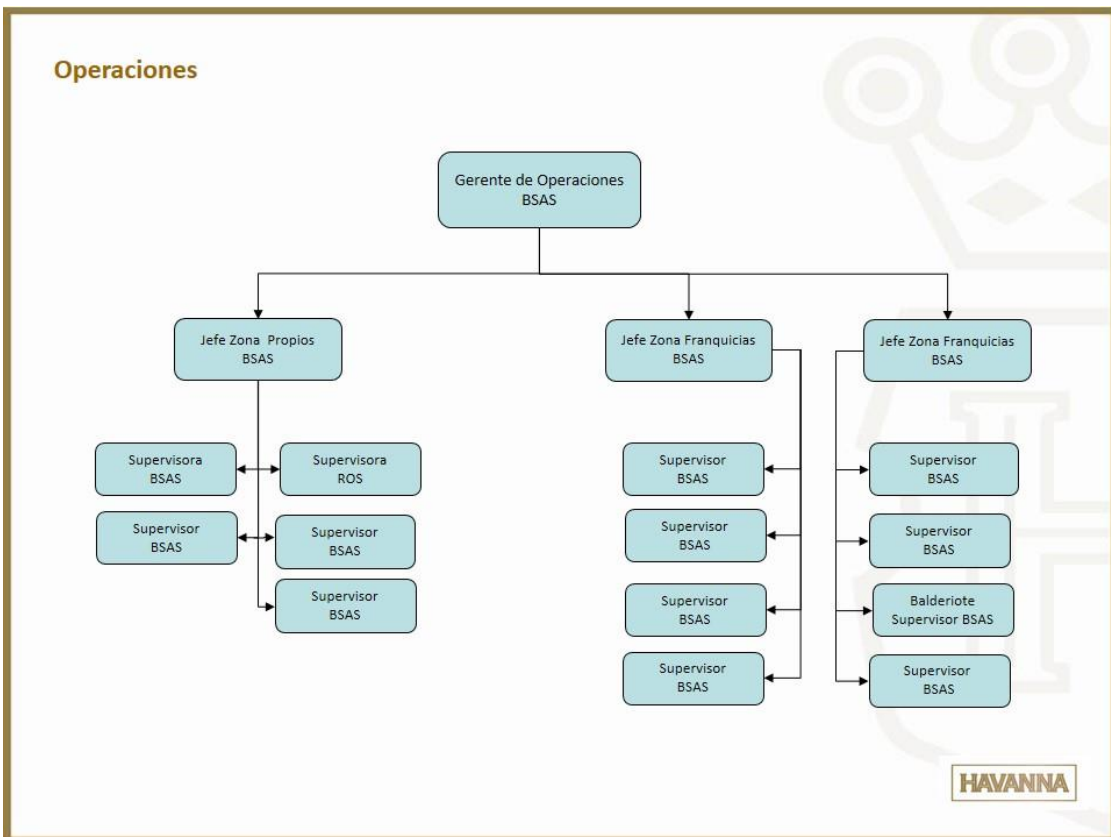 Operaciones
Gerente de Operaciones
BSAS
Jefe Zona Propios
BSAS
Jefe Zona Franquicias
BSAS
Jefe Zona Franquicias
BSAS
Supervisora
BSAS
Supervisora
ROS
Supervisor
BSAS
Supervisor
BSAS
Supervisor
BSAS
Supervisor
BSAS
Supervisor
BSAS
Supervisor
BSAS
Supervisor
BSAS
Supervisor
BSAS
Supervisor
BSAS
Balderiote
Supervisor BSAS
Supervisor
BSAS
HAVANNA